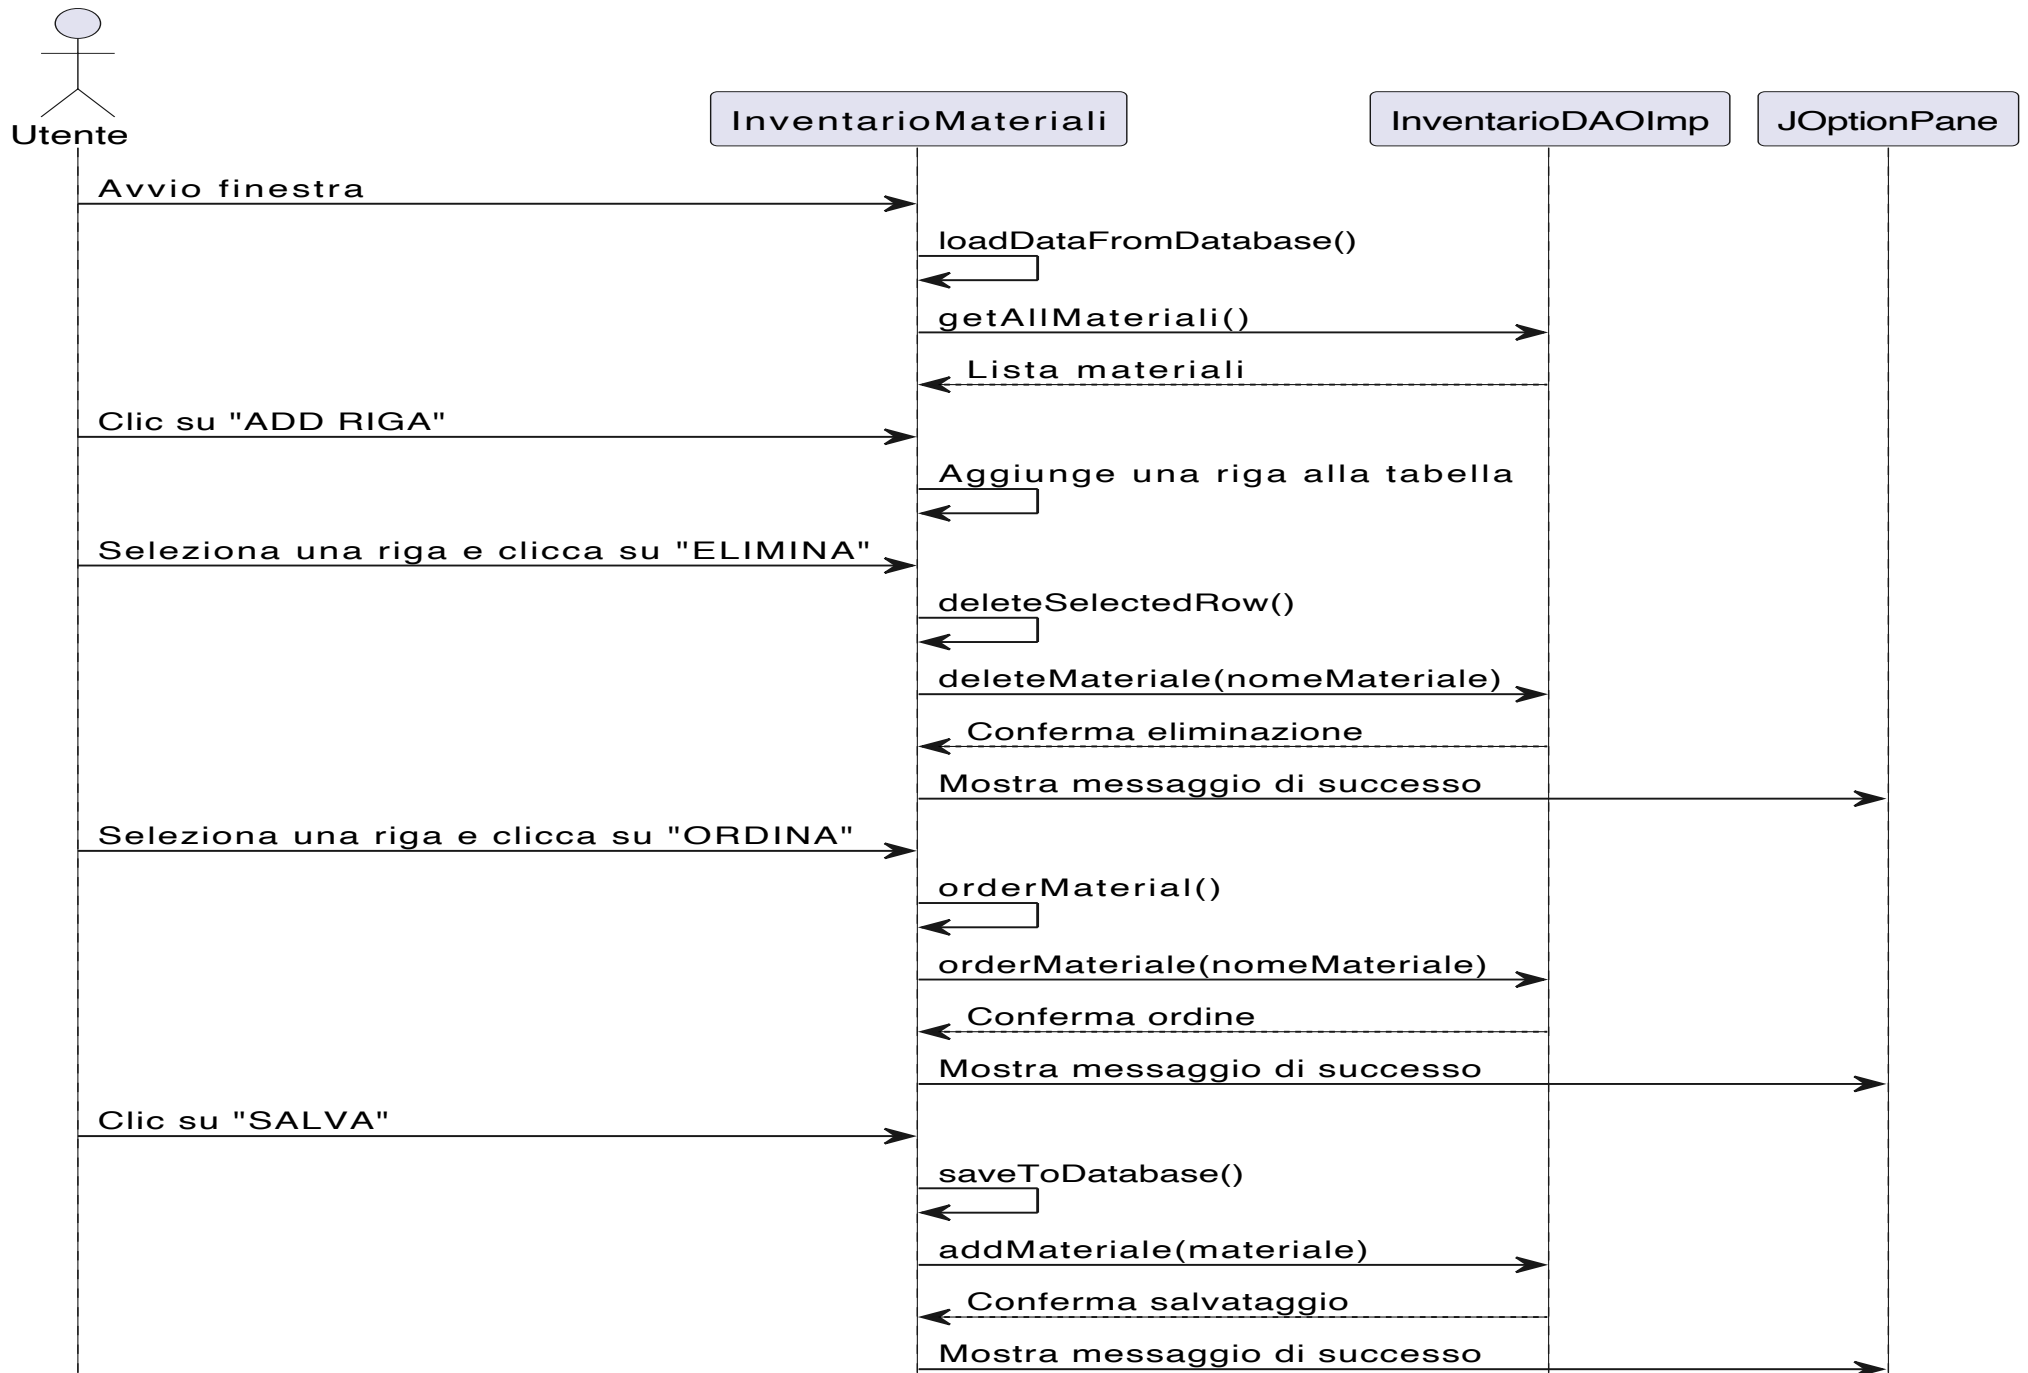 Utente
InventarioMateriali
InventarioDAOImp
JOptionPane
Avvio finestra
loadDataFromDatabase()
getAllMateriali()
Lista materiali
Clic su "ADD RIGA"
Aggiunge una riga alla tabella
Seleziona una riga e clicca su "ELIMINA"
deleteSelectedRow()
deleteMateriale(nomeMateriale)
Conferma eliminazione
Mostra messaggio di successo
Seleziona una riga e clicca su "ORDINA"
orderMaterial()
orderMateriale(nomeMateriale)
Conferma ordine
Mostra messaggio di successo
Clic su "SALVA"
saveToDatabase()
addMateriale(materiale)
Conferma salvataggio
Mostra messaggio di successo